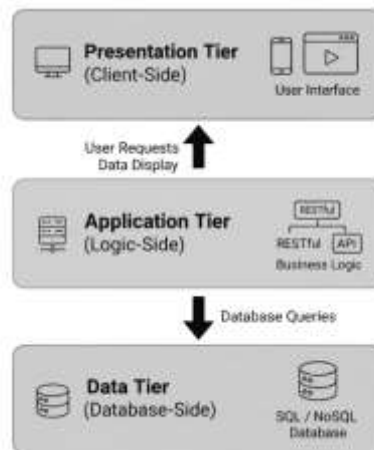 Presentation Tier
(Client-Side)
User Interface
User Requests
Data Display
Application Tier
(Logic-Side)
RESTful
RESTful API
Business Logic
Database Queries
Data Tier
(Database-Side)
SQL / NoSQL
Database